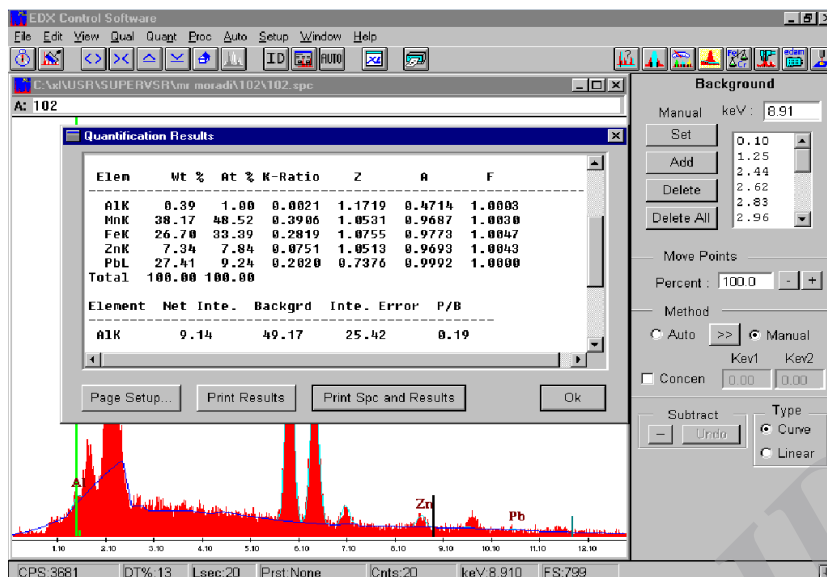 EDX Control Software
File Edit View Qual Quant Proc Auto Setup Window Help
ID AUTO
C:\xl\USR\SUPERVSR\mr moradi\102\102.spc
A: 102
Quantification Results
Elem Wt % At % K-Ratio Z A F
AlK 0.39 1.00 0.0021 1.1719 0.4714 1.0003
MnK 38.17 48.52 0.3906 1.0531 0.9687 1.0030
FeK 26.70 33.39 0.2819 1.0755 0.9773 1.0047
ZnK 7.34 7.84 0.0751 1.0513 0.9693 1.0043
PbL 27.41 9.24 0.2020 0.7376 0.9992 1.0000
Total 100.00 100.00
Element Net Inte. Backgrd Inte. Error P/B
AlK 9.14 49.17 25.42 0.19
Page Setup... Print Results Print Spc and Results Ok
Al Zn Pb
1.10 2.10 3.10 4.10 5.10 6.10 7.10 8.10 9.10 10.10 11.10 12.10
Background
Manual keV : 8.91
Set
Add
Delete
Delete All
0.10
1.25
2.44
2.62
2.83
2.96
Move Points
Percent : 100.0 - +
Method
Auto >> Manual
Kev1 Kev2
Concen 0.00 0.00
Subtract
- Undo
Type
Curve
Linear
CPS:3681 DT%:13 Lsec:20 Prst:None Cnts:20 keV:8.910 FS:799